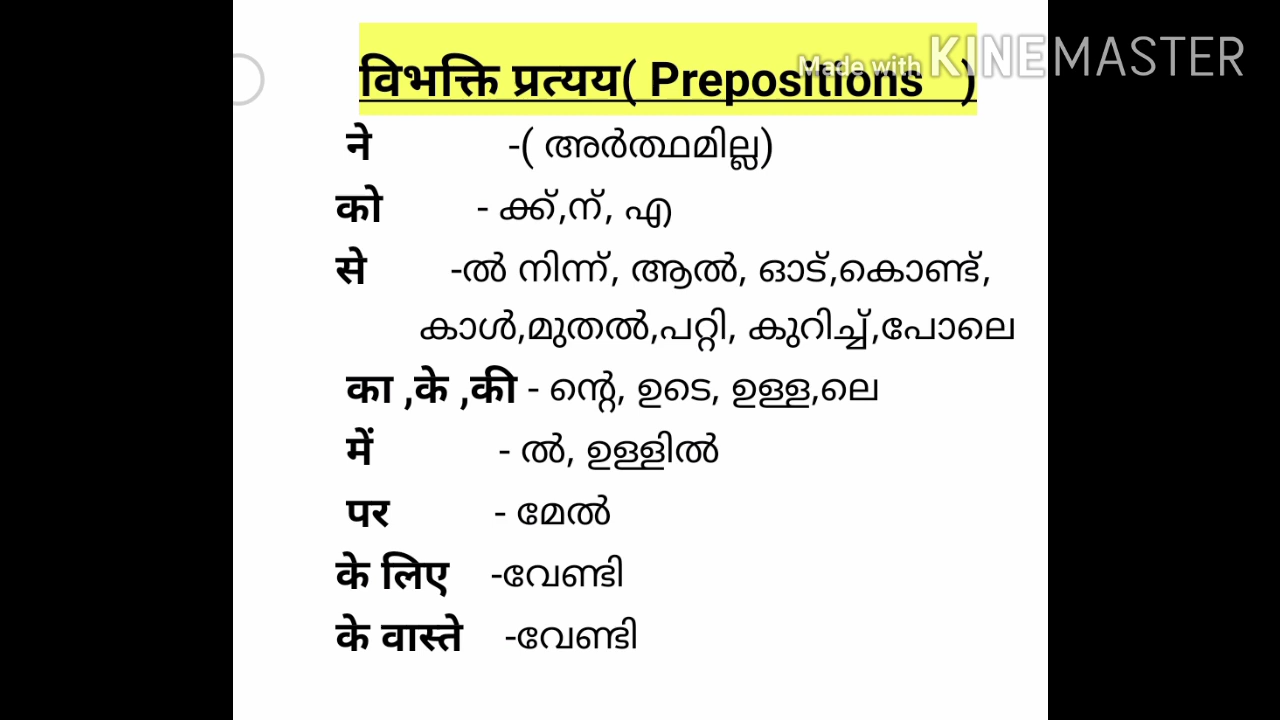 Made with KINEMASTER
विभक्ति प्रत्यय( Prepositions )
ने -( അർത്ഥമില്ല)
को - ക്ക്,ന്, എ
से -ൽ നിന്ന്, ആൽ, ഓട്,കൊണ്ട്,
കാൾ,മുതൽ,പറ്റി, കുറിച്ച്,പോലെ
का ,के ,की - ന്റെ, ഉടെ, ഉള്ള,ലെ
में - ൽ, ഉള്ളിൽ
पर - മേൽ
के लिए -വേണ്ടി
के वास्ते -വേണ്ടി